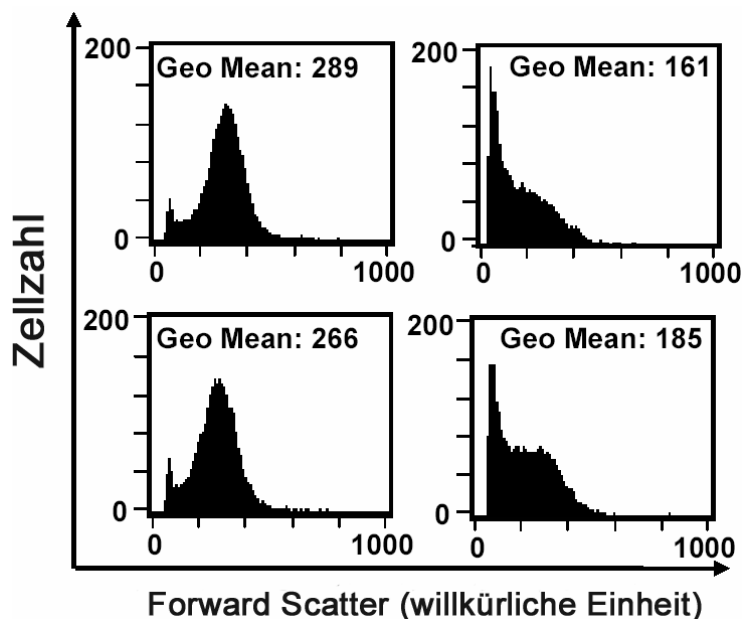 200
Geo Mean: 289
0
0 1000
200
Geo Mean: 161
0
0 1000
Zellzahl
200
Geo Mean: 266
0
0 1000
200
Geo Mean: 185
0
0 1000
Forward Scatter (willkürliche Einheit)